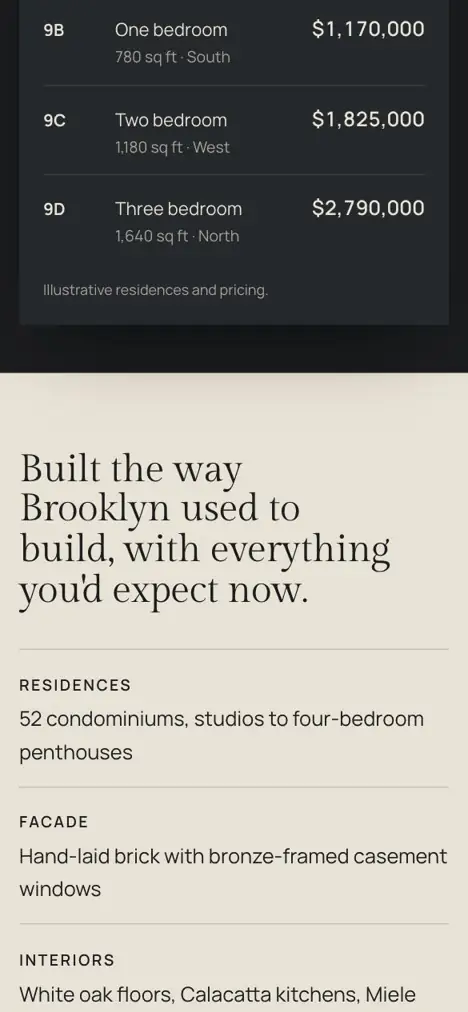 9B One bedroom $1,170,000
780 sq ft · South
9C Two bedroom $1,825,000
1,180 sq ft · West
9D Three bedroom $2,790,000
1,640 sq ft · North
Illustrative residences and pricing.
Built the way
Brooklyn used to
build, with everything
you'd expect now.
RESIDENCES
52 condominiums, studios to four-bedroom
penthouses
FACADE
Hand-laid brick with bronze-framed casement
windows
INTERIORS
White oak floors, Calacatta kitchens, Miele